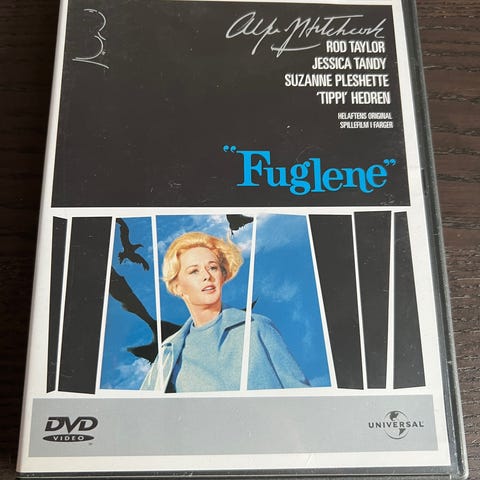 Alfred Hitchcock
ROD TAYLOR
JESSICA TANDY
SUZANNE PLESHETTE
'TIPPI' HEDREN
HELAFTENS ORIGINAL
SPILLEFILM I FARGER
"Fuglene"
DVD
VIDEO
UNIVERSAL